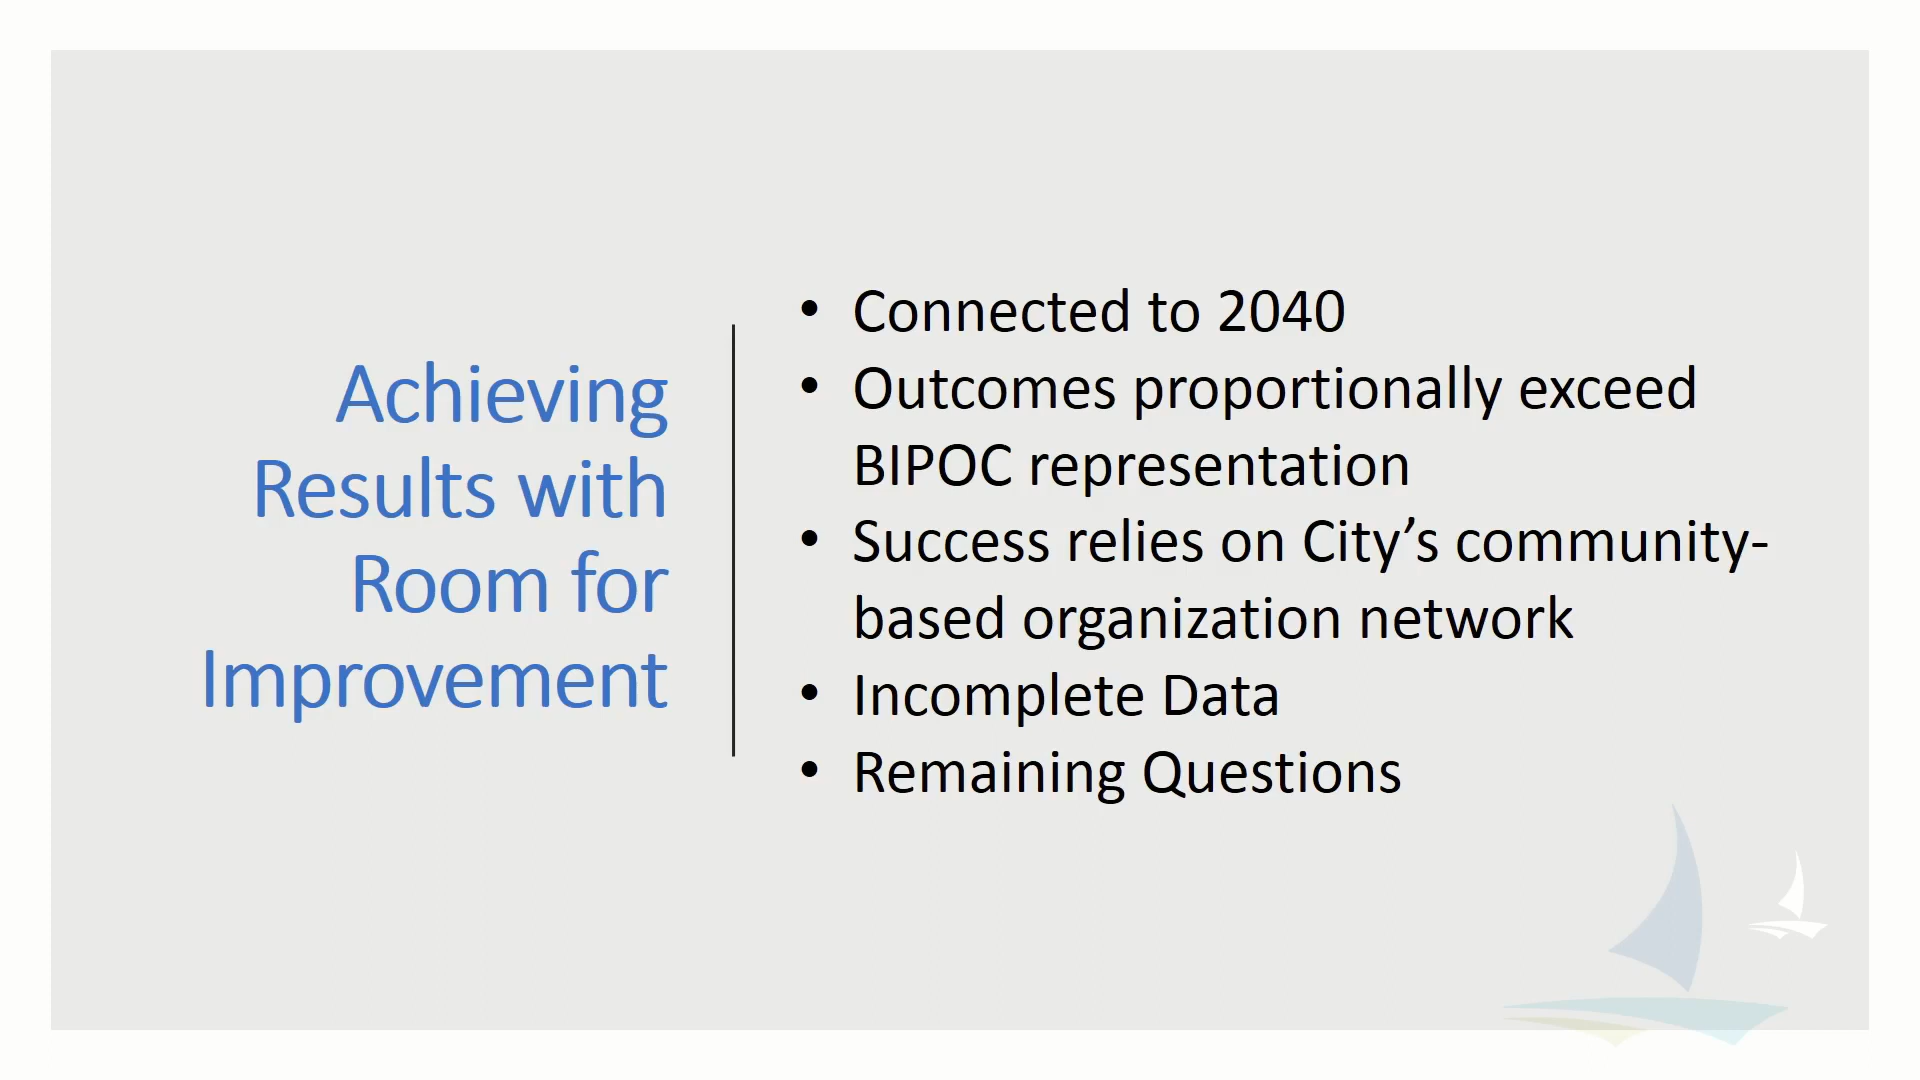 Achieving
Results with
Room for
Improvement
• Connected to 2040
• Outcomes proportionally exceed
BIPOC representation
• Success relies on City’s community-
based organization network
• Incomplete Data
• Remaining Questions